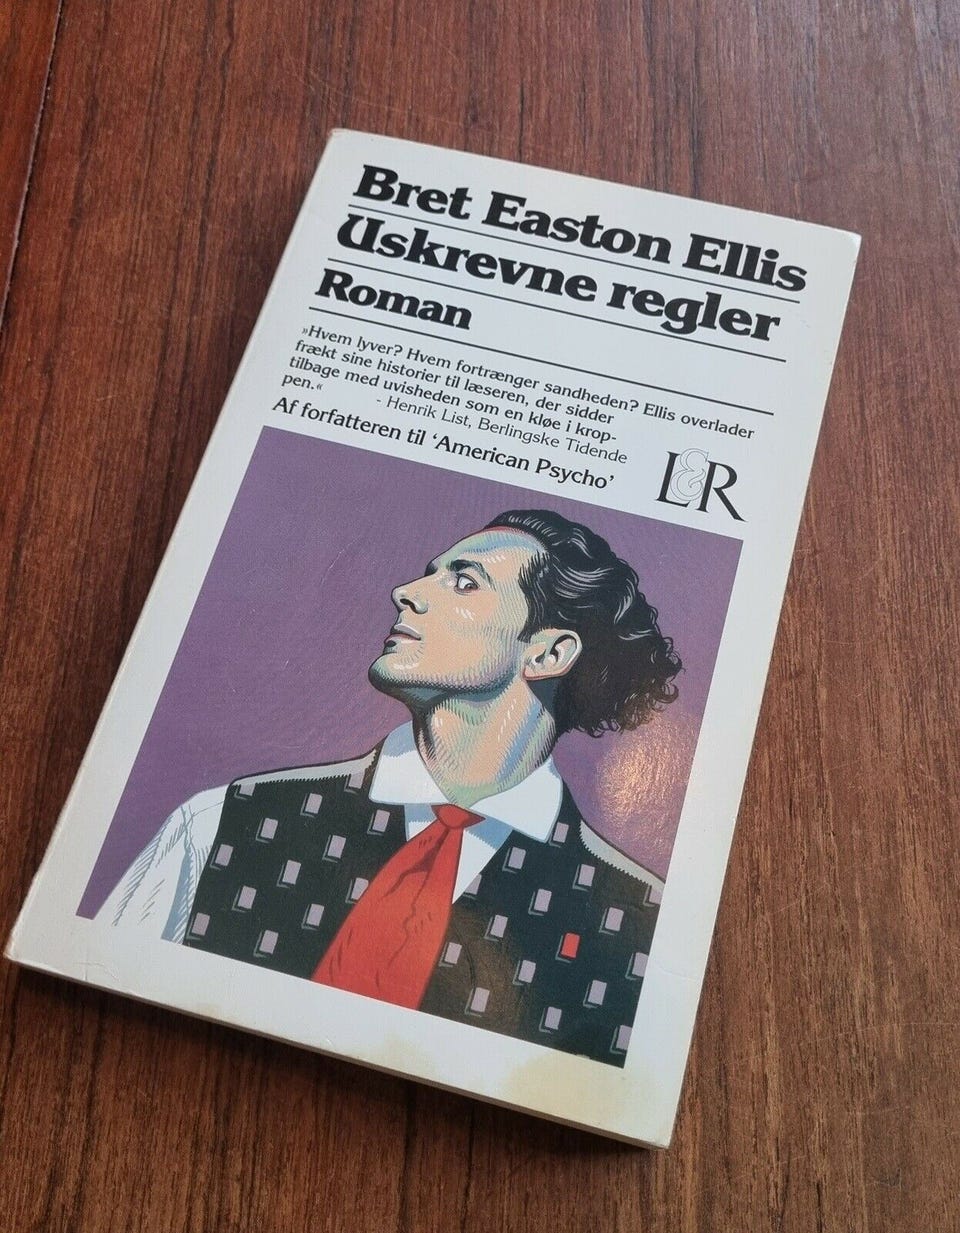 Bret Easton Ellis
Uskrevne regler
Roman
»Hvem lyver? Hvem fortrænger sandheden? Ellis overlader
frækt sine historier til læseren, der sidder
tilbage med uvisheden som en kløe i krop-
pen.«
- Henrik List, Berlingske Tidende
Af forfatteren til ‘American Psycho’
L&R